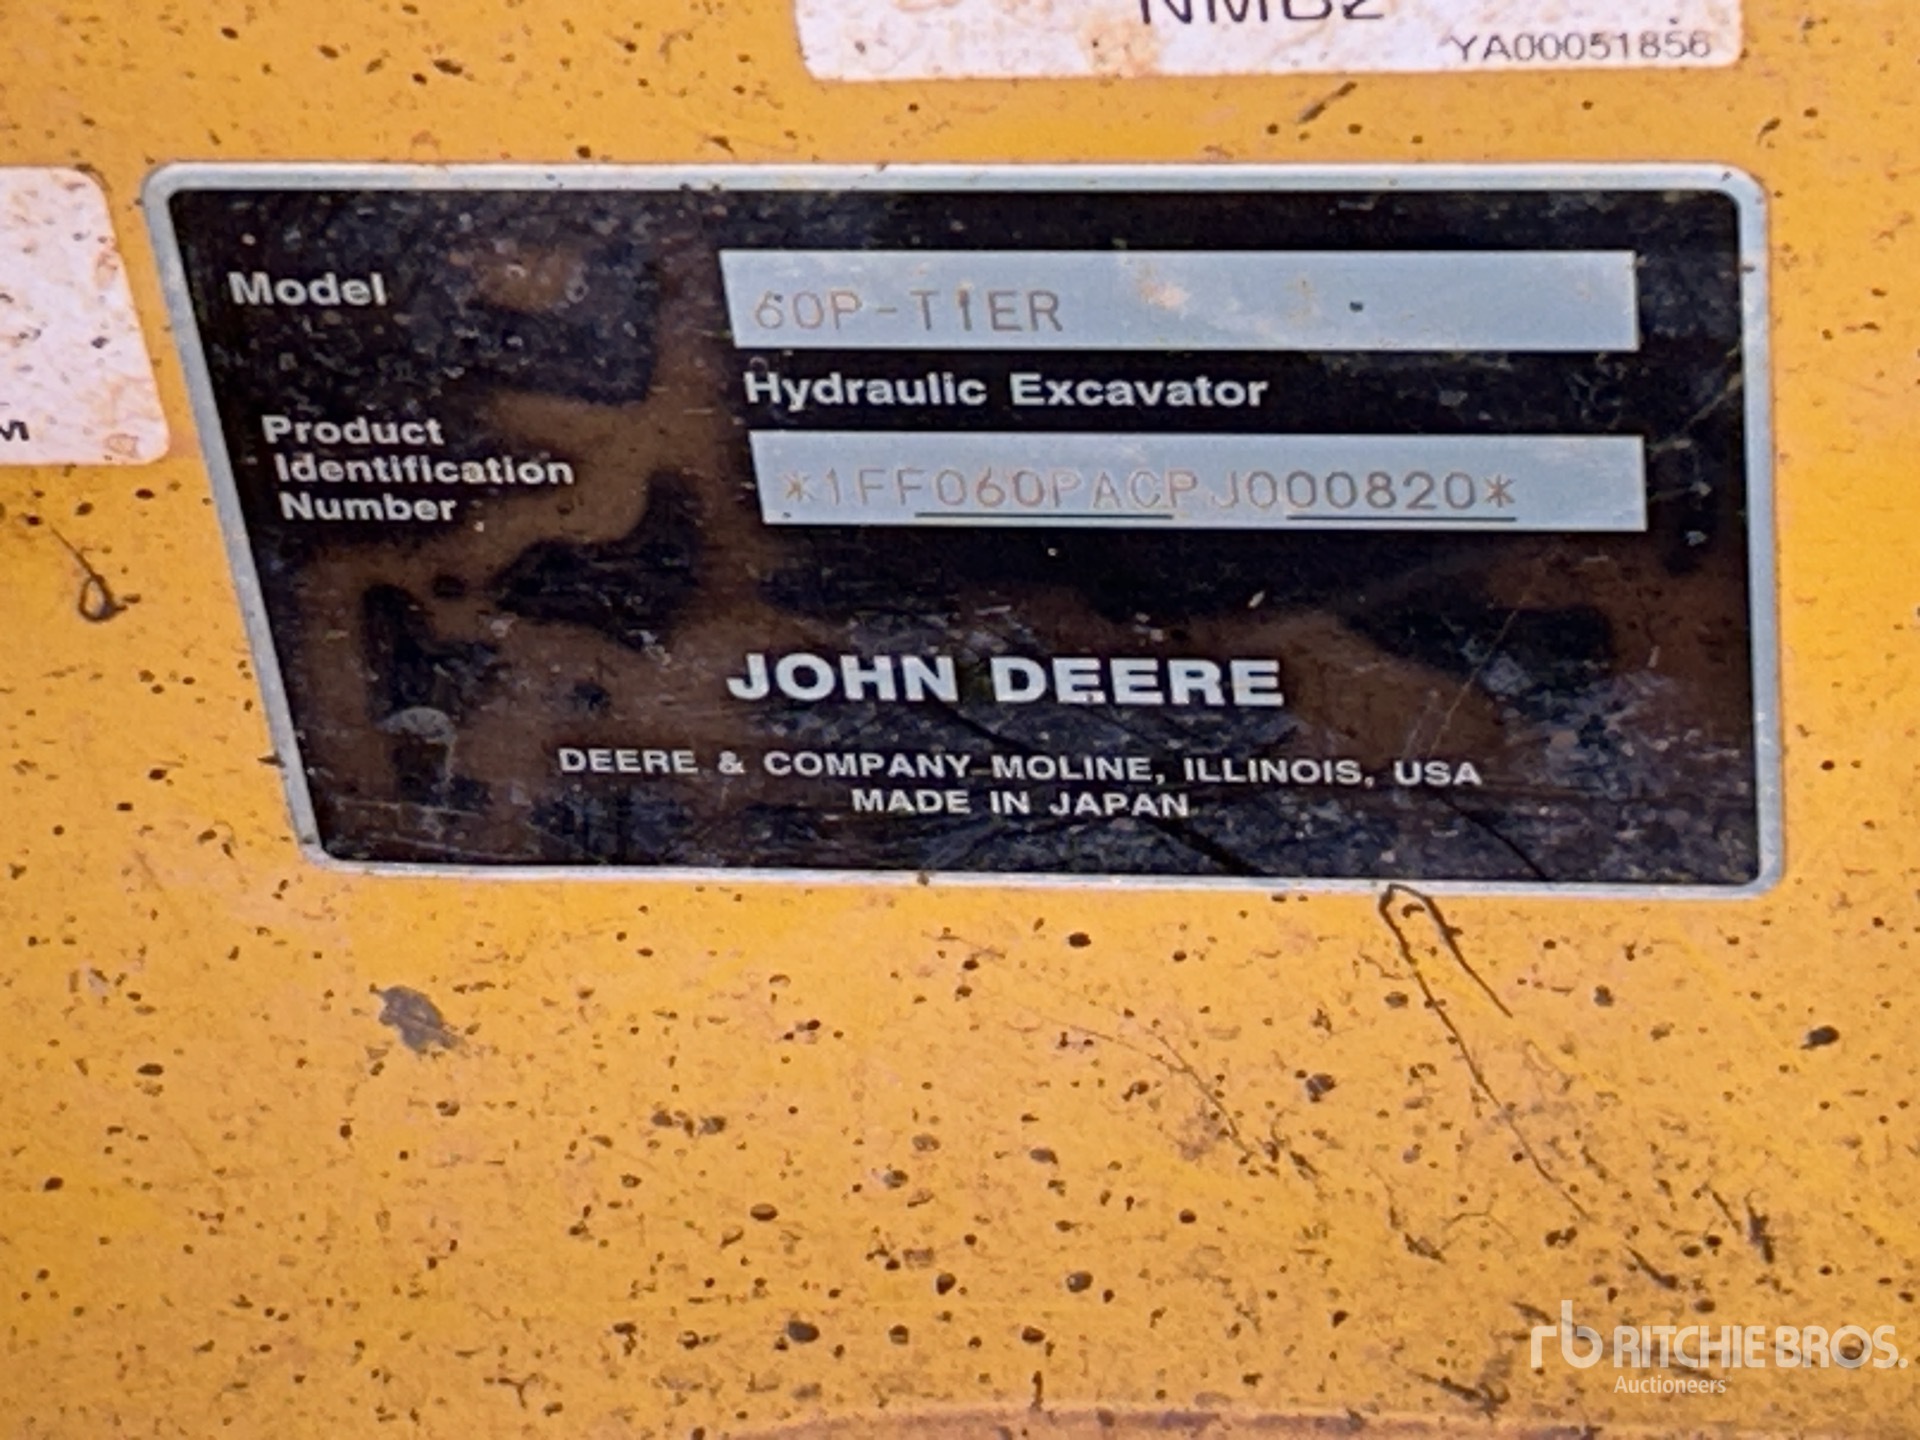 YA00051856
Model
60P-TIER
Hydraulic Excavator
Product
Identification
Number
*1FF060PACPJ000820*
JOHN DEERE
DEERE & COMPANY MOLINE, ILLINOIS, USA
MADE IN JAPAN
M
rb RITCHIE BROS.
Auctioneers